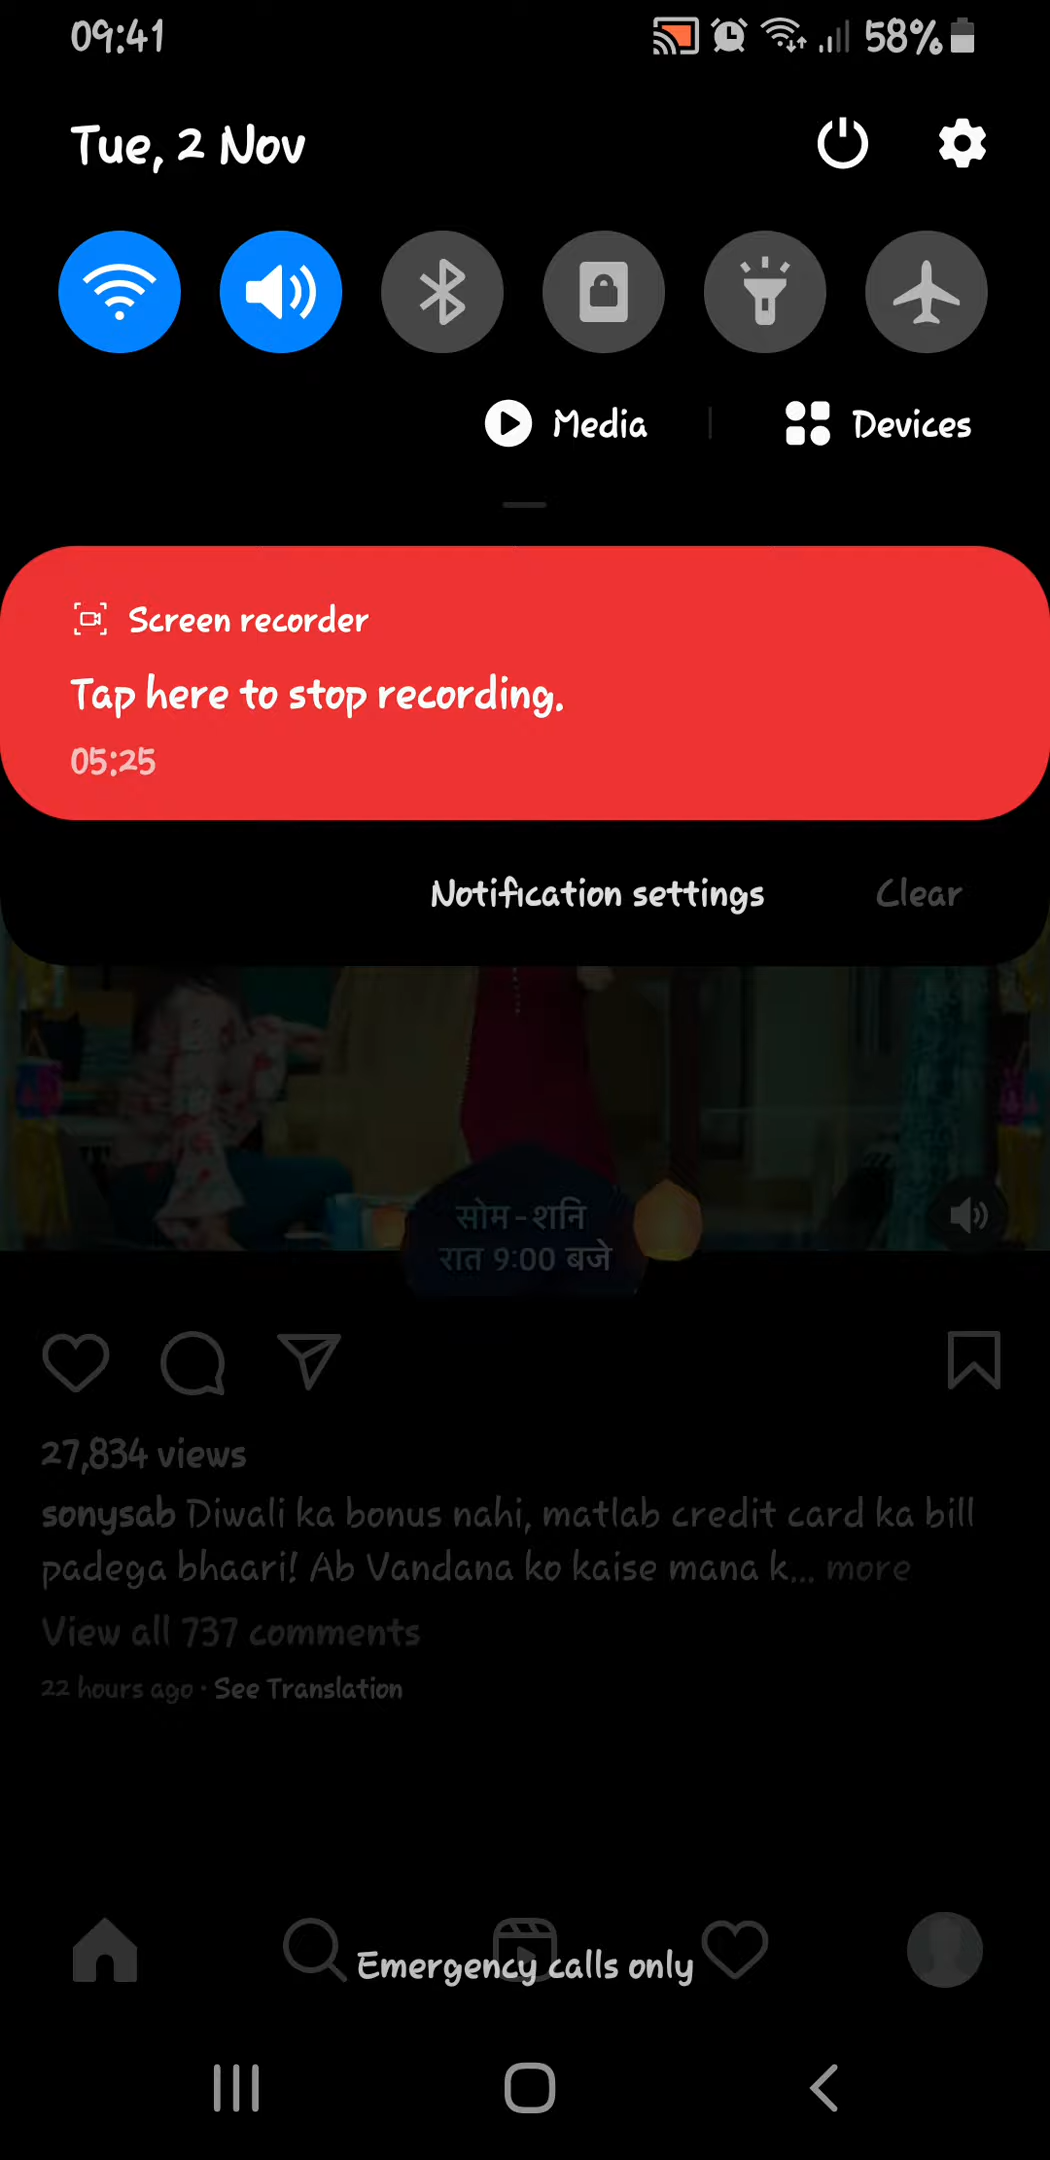 09:41
58%
Tue, 2 Nov
Media
Devices
Screen recorder
Tap here to stop recording.
05:25
Notification settings
Clear
सोम-शनि
रात 9:00 बजे
27,834 views
sonysab Diwali ka bonus nahi, matlab credit card ka bill
padega bhaari! Ab Vandana ko kaise mana k... more
View all 737 comments
22 hours ago · See Translation
Emergency calls only